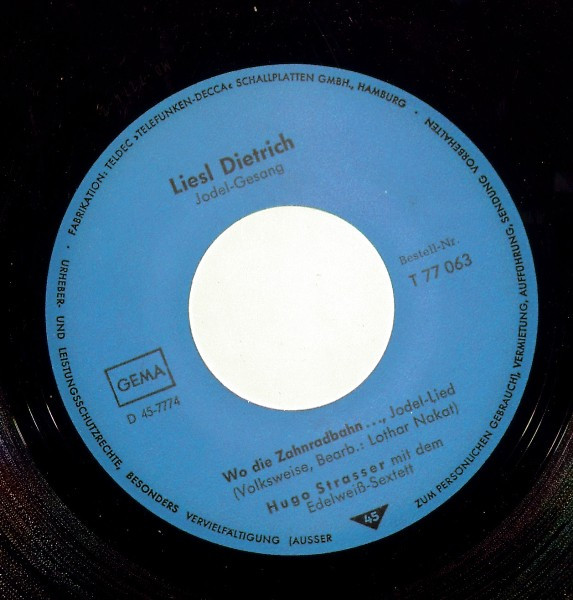 FABRIKATION: TELDEC »TELEFUNKEN-DECCA« SCHALLPLATTEN GMBH., HAMBURG ·
URHEBER- UND LEISTUNGSSCHUTZRECHTE, BESONDERS VERVIELFÄLTIGUNG (AUSSER
ZUM PERSÖNLICHEN GEBRAUCH), VERMIETUNG, AUFFÜHRUNG, SENDUNG VORBEHALTEN ·
Liesl Dietrich
Jodel-Gesang
Bestell-Nr.
T 77 063
GEMA
D 45-7774
Wo die Zahnradbahn . . ., Jodel-Lied
(Volksweise, Bearb.: Lothar Nakat)
Hugo Strasser mit dem
Edelweiß-Sextett
45